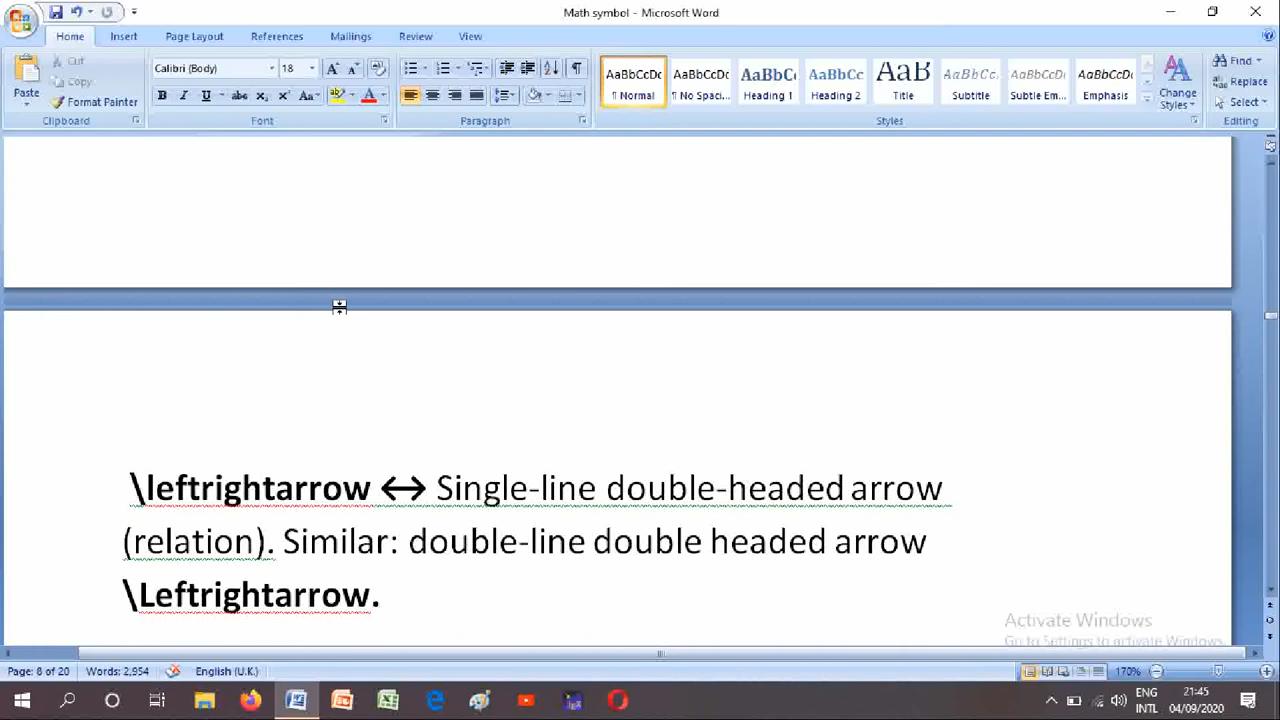 Math symbol - Microsoft Word
Home Insert Page Layout References Mailings Review View
Paste
Cut
Copy
Format Painter
Clipboard
Calibri (Body) 18
Font
Paragraph
AaBbCcDc AaBbCcDc AaBbC AaBbCc AaB AaBbCc. AaBbCcDc AaBbCcDc
¶ Normal ¶ No Spaci... Heading 1 Heading 2 Title Subtitle Subtle Em... Emphasis
Change
Styles
Styles
Find
Replace
Select
Editing
\leftrightarrow ↔ Single-line double-headed arrow
(relation). Similar: double-line double headed arrow
\Leftrightarrow.
Activate Windows
Go to Settings to activate Windows.
Page: 8 of 20 Words: 2,954 English (U.K.) 170%
ENG
INTL
21:45
04/09/2020